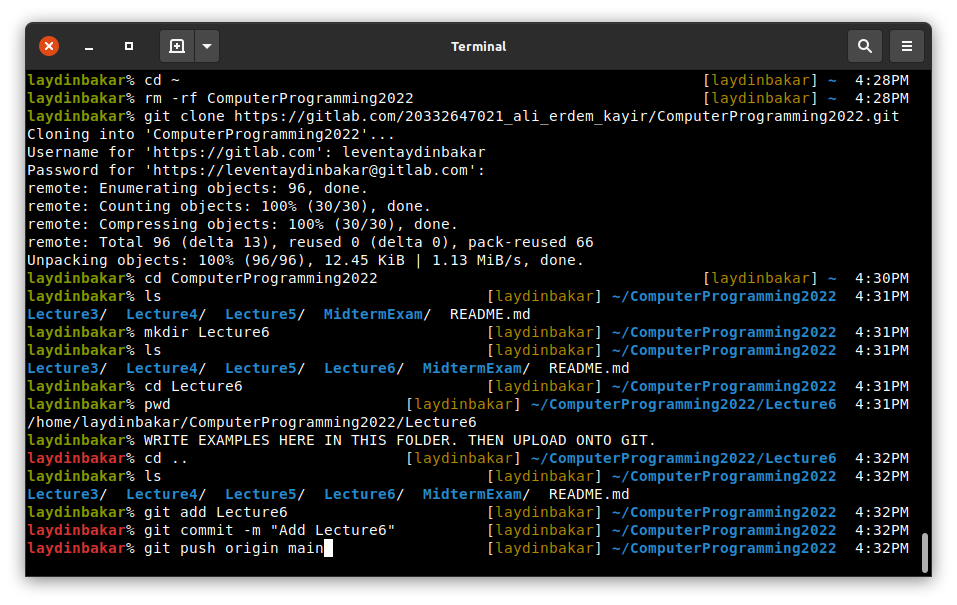 Terminal
laydinbakar% cd ~ [laydinbakar] ~ 4:28PM
laydinbakar% rm -rf ComputerProgramming2022 [laydinbakar] ~ 4:28PM
laydinbakar% git clone https://gitlab.com/20332647021_ali_erdem_kayir/ComputerProgramming2022.git
Cloning into 'ComputerProgramming2022'...
Username for 'https://gitlab.com': leventaydinbakar
Password for 'https://leventaydinbakar@gitlab.com':
remote: Enumerating objects: 96, done.
remote: Counting objects: 100% (30/30), done.
remote: Compressing objects: 100% (30/30), done.
remote: Total 96 (delta 13), reused 0 (delta 0), pack-reused 66
Unpacking objects: 100% (96/96), 12.45 KiB | 1.13 MiB/s, done.
laydinbakar% cd ComputerProgramming2022 [laydinbakar] ~ 4:30PM
laydinbakar% ls [laydinbakar] ~/ComputerProgramming2022 4:31PM
Lecture3/ Lecture4/ Lecture5/ MidtermExam/ README.md
laydinbakar% mkdir Lecture6 [laydinbakar] ~/ComputerProgramming2022 4:31PM
laydinbakar% ls [laydinbakar] ~/ComputerProgramming2022 4:31PM
Lecture3/ Lecture4/ Lecture5/ Lecture6/ MidtermExam/ README.md
laydinbakar% cd Lecture6 [laydinbakar] ~/ComputerProgramming2022 4:31PM
laydinbakar% pwd [laydinbakar] ~/ComputerProgramming2022/Lecture6 4:31PM
/home/laydinbakar/ComputerProgramming2022/Lecture6
laydinbakar% WRITE EXAMPLES HERE IN THIS FOLDER. THEN UPLOAD ONTO GIT.
laydinbakar% cd .. [laydinbakar] ~/ComputerProgramming2022/Lecture6 4:32PM
laydinbakar% ls [laydinbakar] ~/ComputerProgramming2022 4:32PM
Lecture3/ Lecture4/ Lecture5/ Lecture6/ MidtermExam/ README.md
laydinbakar% git add Lecture6 [laydinbakar] ~/ComputerProgramming2022 4:32PM
laydinbakar% git commit -m "Add Lecture6" [laydinbakar] ~/ComputerProgramming2022 4:32PM
laydinbakar% git push origin main [laydinbakar] ~/ComputerProgramming2022 4:32PM